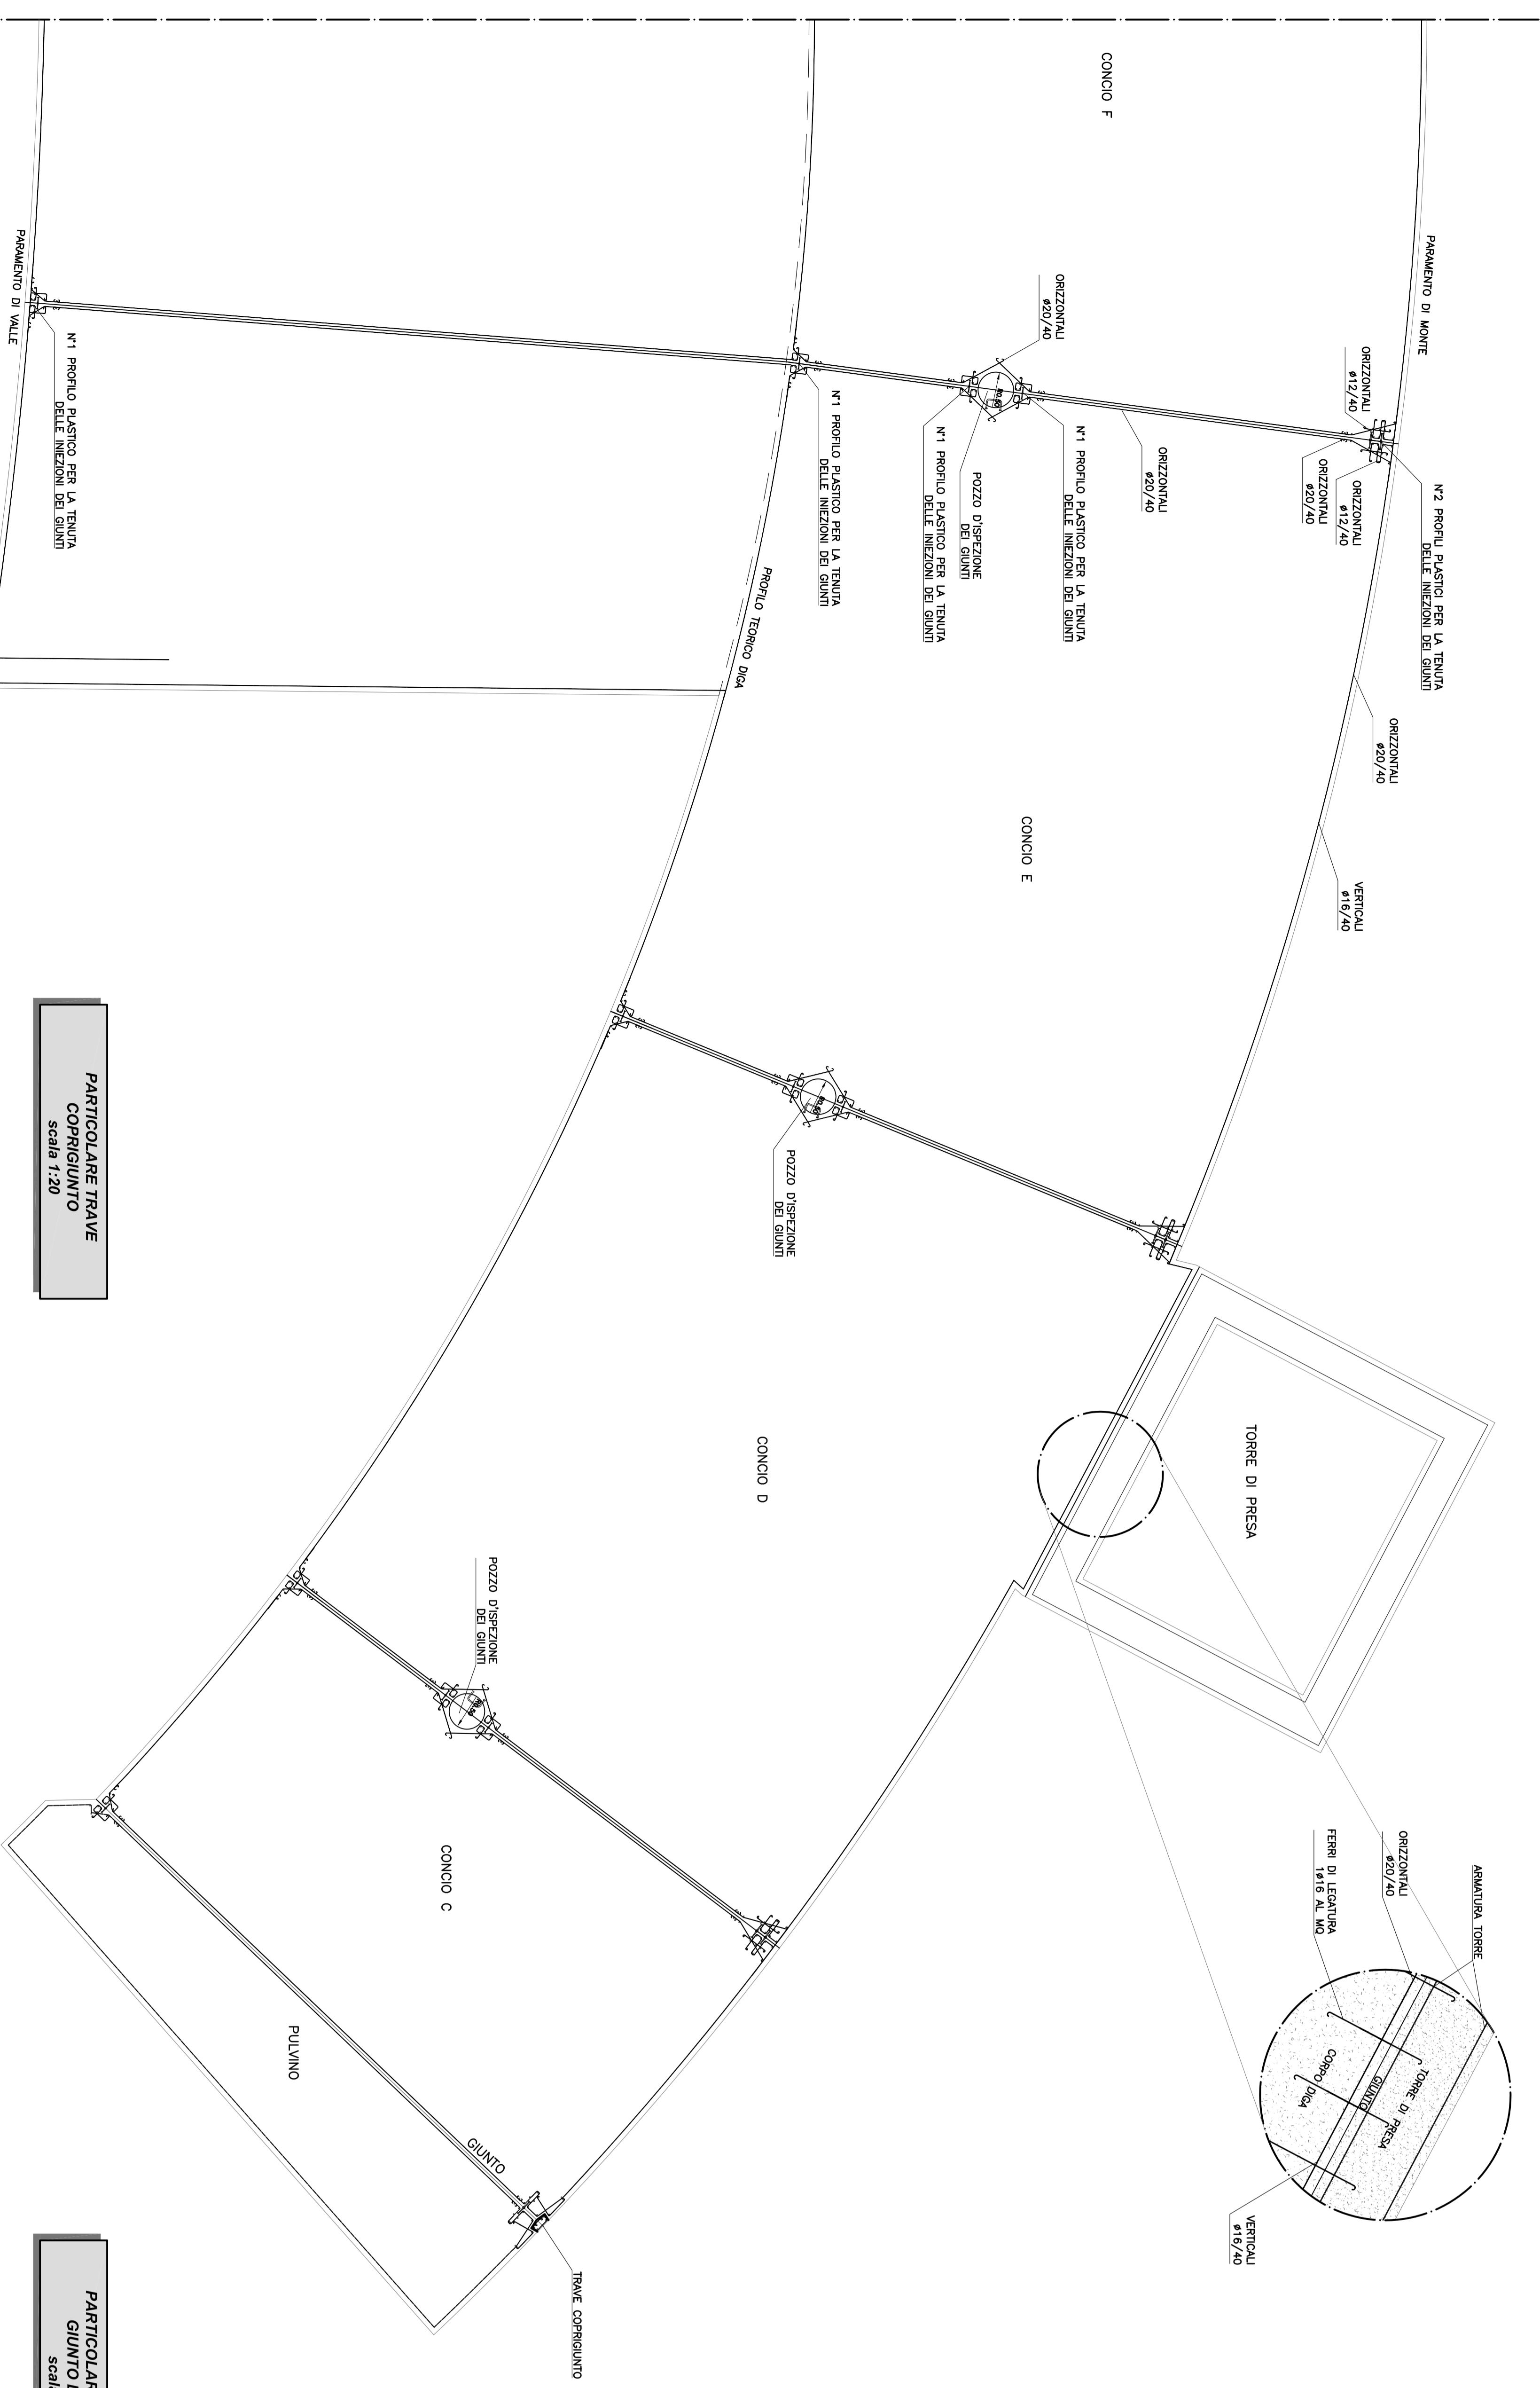 CONCIO F
PARAMENTO DI MONTE
ORIZZONTALI
ø20/40
ORIZZONTALI
ø12/40
N°2 PROFILI PLASTICI PER LA TENUTA
DELLE INIEZIONI DEI GIUNTI
ORIZZONTALI
ø12/40
ORIZZONTALI
ø20/40
ORIZZONTALI
ø20/40
N°1 PROFILO PLASTICO PER LA TENUTA
DELLE INIEZIONI DEI GIUNTI
POZZO D'ISPEZIONE
DEI GIUNTI
N°1 PROFILO PLASTICO PER LA TENUTA
DELLE INIEZIONI DEI GIUNTI
N°1 PROFILO PLASTICO PER LA TENUTA
DELLE INIEZIONI DEI GIUNTI
PROFILO TEORICO DIGA
PARAMENTO DI VALLE
N°1 PROFILO PLASTICO PER LA TENUTA
DELLE INIEZIONI DEI GIUNTI
ORIZZONTALI
ø20/40
VERTICALI
ø16/40
CONCIO E
POZZO D'ISPEZIONE
DEI GIUNTI
PARTICOLARE TRAVE
COPRIGIUNTO
scala 1:20
TORRE DI PRESA
CONCIO D
POZZO D'ISPEZIONE
DEI GIUNTI
ARMATURA TORRE
ORIZZONTALI
ø20/40
FERRI DI LEGATURA
1ø16 AL MQ
TORRE DI PRESA
GIUNTO
CORPO DIGA
VERTICALI
ø16/40
CONCIO C
PULVINO
GIUNTO
TRAVE COPRIGIUNTO
PARTICOLAR
GIUNTO
scal